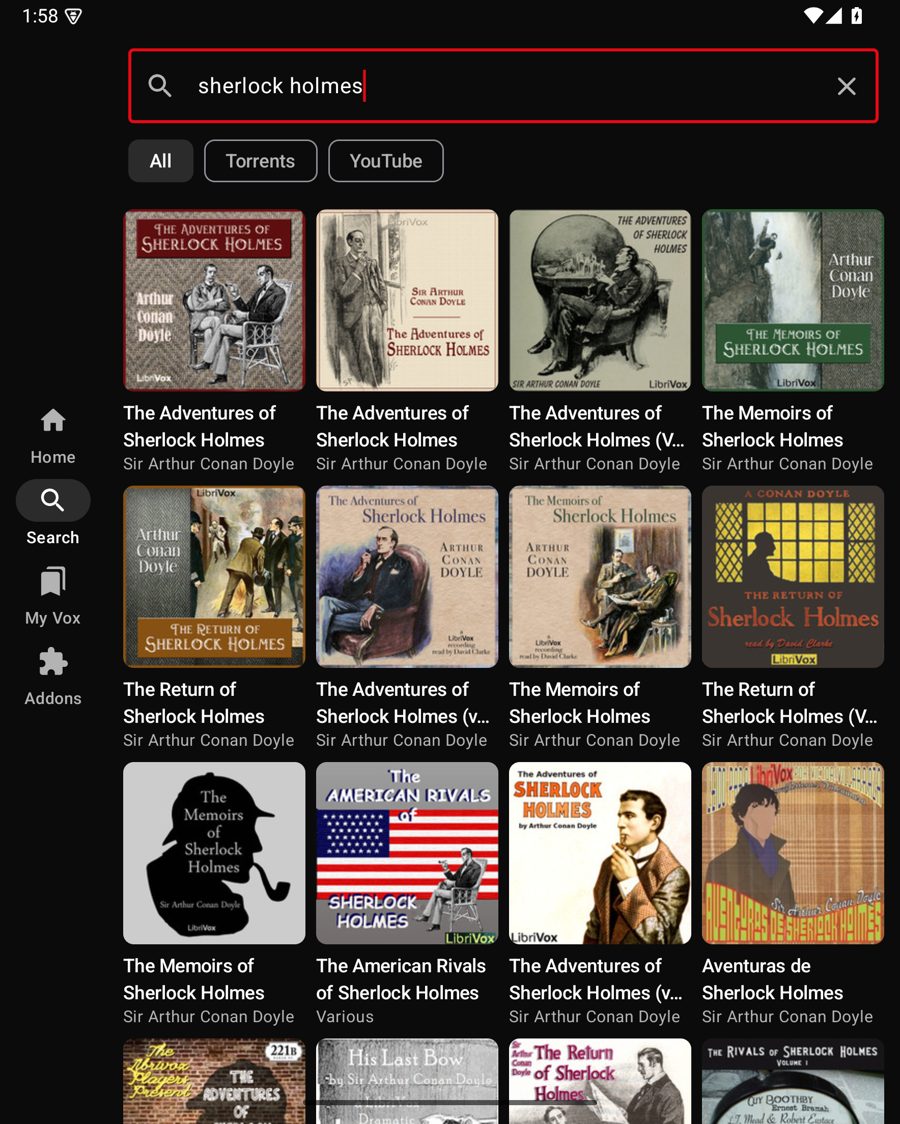 1:58
sherlock holmes
All
Torrents
YouTube
THE ADVENTURES OF
SHERLOCK HOLMES
Arthur
Conan
Doyle
LibriVox
LibriVox
SIR ARTHUR
CONAN DOYLE
The Adventures of
SHERLOCK HOLMES
THE ADVENTURES
OF SHERLOCK
HOLMES
SIR ARTHUR CONAN DOYLE
LibriVox
Arthur
Conan
Doyle
THE MEMOIRS OF
SHERLOCK HOLMES
LibriVox
The Adventures of
Sherlock Holmes
Sir Arthur Conan Doyle
The Adventures of
Sherlock Holmes
Sir Arthur Conan Doyle
The Adventures of
Sherlock Holmes (V...
Sir Arthur Conan Doyle
The Memoirs of
Sherlock Holmes
Sir Arthur Conan Doyle
Home
Search
My Vox
Addons
LibriVox
Arthur
Conan
Doyle
THE RETURN OF
SHERLOCK HOLMES
The Adventures of
Sherlock Holmes
ARTHUR
CONAN
DOYLE
A
LibriVox
recording
read by David Clarke
The Memoirs of
Sherlock Holmes
ARTHUR
CONAN
DOYLE
A
LibriVox
recording
read by David Clarke
A CONAN DOYLE
THE RETURN OF
Sherlock Holmes
read by David Clarke
LibriVox
The Return of
Sherlock Holmes
Sir Arthur Conan Doyle
The Adventures of
Sherlock Holmes (v...
Sir Arthur Conan Doyle
The Memoirs of
Sherlock Holmes
Sir Arthur Conan Doyle
The Return of
Sherlock Holmes (V...
Sir Arthur Conan Doyle
The
Memoirs
of
Sherlock
Holmes
Sir Arthur Conan Doyle
LibriVox
The
AMERICAN RIVALS
of
SHERLOCK
HOLMES
LibriVox
The Adventures of
SHERLOCK
HOLMES
by Arthur Conan Doyle
LibriVox
LibriVox
Sir Arthur Conan Doyle
AVENTURAS DE SHERLOCK HOLMES
The Memoirs of
Sherlock Holmes
Sir Arthur Conan Doyle
The American Rivals
of Sherlock Holmes
Various
The Adventures of
Sherlock Holmes (v...
Sir Arthur Conan Doyle
Aventuras de
Sherlock Holmes
Sir Arthur Conan Doyle
The
Librivox
Players
Present
221B
THE
ADVENTURES
OF
His Last Bow
by Sir Arthur Conan Doyle
LibriVox
Dramatic
Sir
Arthur
Conan
Doyle
The Return
of Sherlock
Holmes
THE RIVALS OF SHERLOCK HOLMES
VOLUME 1
GUY BOOTHBY
Ernest Bramah
L.T. Mead & Robert Eustace